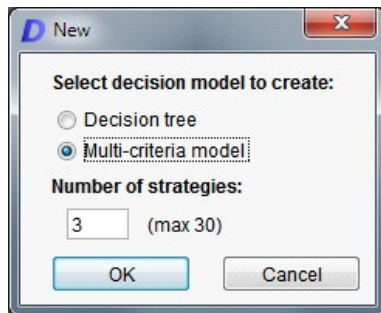 D New
Select decision model to create:
Decision tree
Multi-criteria model
Number of strategies:
3 (max 30)
OK Cancel